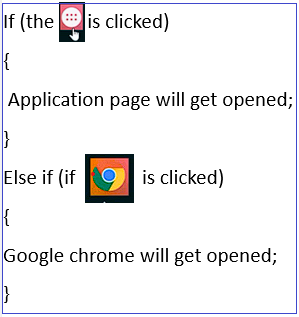 If (the is clicked)
{
Application page will get opened;
}
Else if (if is clicked)
{
Google chrome will get opened;
}